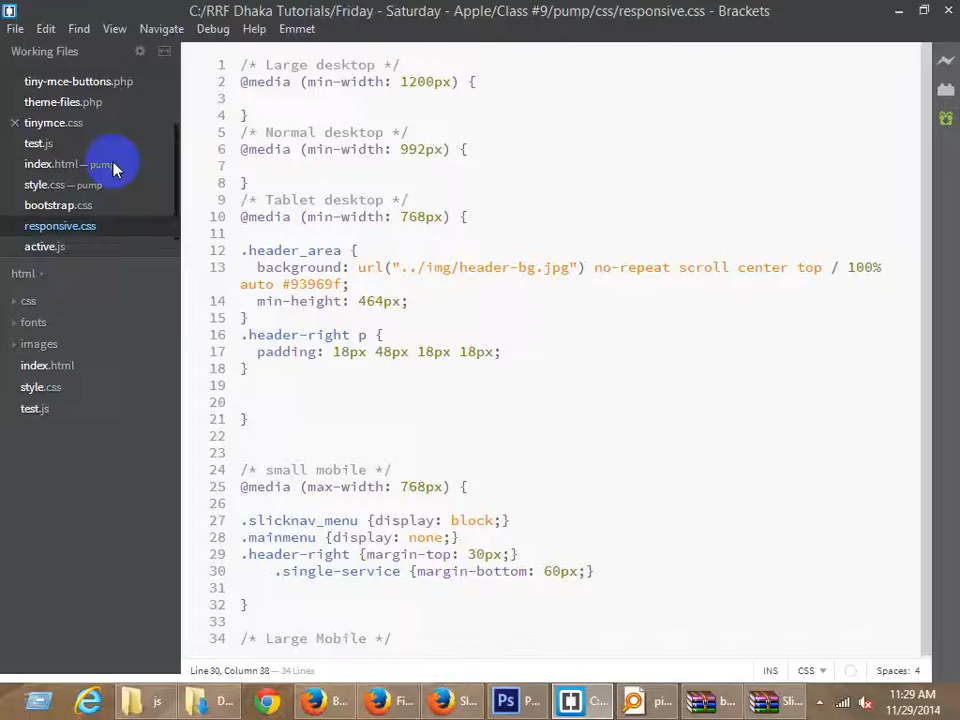 C:/RRF Dhaka Tutorials/Friday - Saturday - Apple/Class #9/pump/css/responsive.css - Brackets
File Edit Find View Navigate Debug Help Emmet
Working Files
tiny-mce-buttons.php
theme-files.php
tinymce.css
test.js
index.html — pump
style.css — pump
bootstrap.css
responsive.css
active.js
html
css
fonts
images
index.html
style.css
test.js
1 /* Large desktop */
2 @media (min-width: 1200px) {
3
4 }
5 /* Normal desktop */
6 @media (min-width: 992px) {
7
8 }
9 /* Tablet desktop */
10 @media (min-width: 768px) {
11
12 .header_area {
13 background: url("../img/header-bg.jpg") no-repeat scroll center top / 100%
auto #93969f;
14 min-height: 464px;
15 }
16 .header-right p {
17 padding: 18px 48px 18px 18px;
18 }
19
20
21 }
22
23
24 /* small mobile */
25 @media (max-width: 768px) {
26
27 .slicknav_menu {display: block;}
28 .mainmenu {display: none;}
29 .header-right {margin-top: 30px;}
30 .single-service {margin-bottom: 60px;}
31
32 }
33
34 /* Large Mobile */
Line 30, Column 38 — 34 Lines
INS CSS Spaces: 4
js D... B... Fi... Sl... P... C:... pi... b... Sli...
11:29 AM
11/29/2014